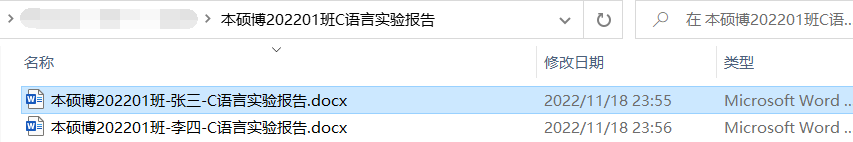 本硕博202201班C语言实验报告 在 本硕博202201班C语...
名称 修改日期 类型
本硕博202201班-张三-C语言实验报告.docx 2022/11/18 23:55 Microsoft Word ...
本硕博202201班-李四-C语言实验报告.docx 2022/11/18 23:56 Microsoft Word ...